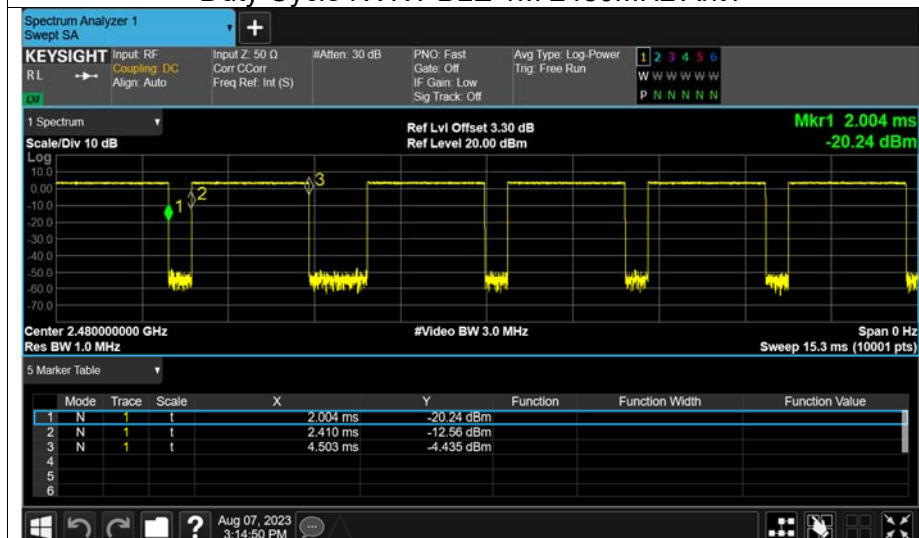 Spectrum Analyzer 1
Swept SA
KEYSIGHT Input: RF Input Z: 50 Ω #Atten: 30 dB PNO: Fast Avg Type: Log-Power 1 2 3 4 5 6
RL Coupling: DC Corr CCorr Gate: Off Trig: Free Run W W W W W W
Align: Auto Freq Ref: Int (S) IF Gain: Low P N N N N N
LXI Sig Track: Off
1 Spectrum Ref Lvl Offset 3.30 dB Mkr1 2.004 ms
Scale/Div 10 dB Ref Level 20.00 dBm -20.24 dBm
Log
10.0
0.00
-10.0
-20.0
-30.0
-40.0
-50.0
-60.0
-70.0
1 2 3
Center 2.480000000 GHz #Video BW 3.0 MHz Span 0 Hz
Res BW 1.0 MHz Sweep 15.3 ms (10001 pts)
5 Marker Table
Mode Trace Scale X Y Function Function Width Function Value
1 N 1 t 2.004 ms -20.24 dBm
2 N 1 t 2.410 ms -12.56 dBm
3 N 1 t 4.503 ms -4.435 dBm
4
5
6
? Aug 07, 2023
3:14:50 PM